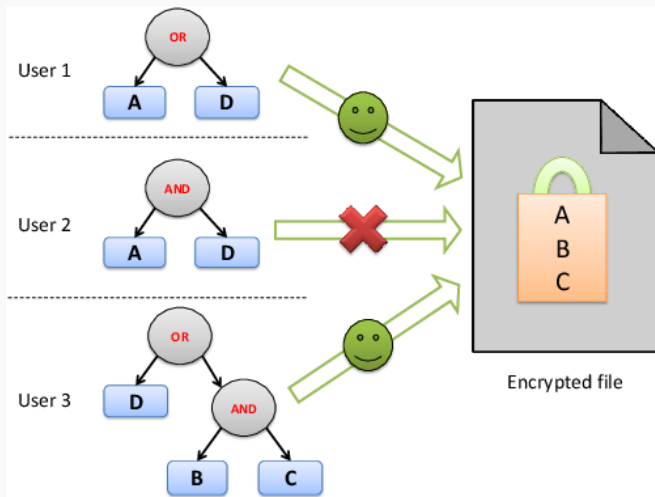 User 1
OR
A
D
User 2
AND
A
D
User 3
OR
D
AND
B
C
A
B
C
Encrypted file